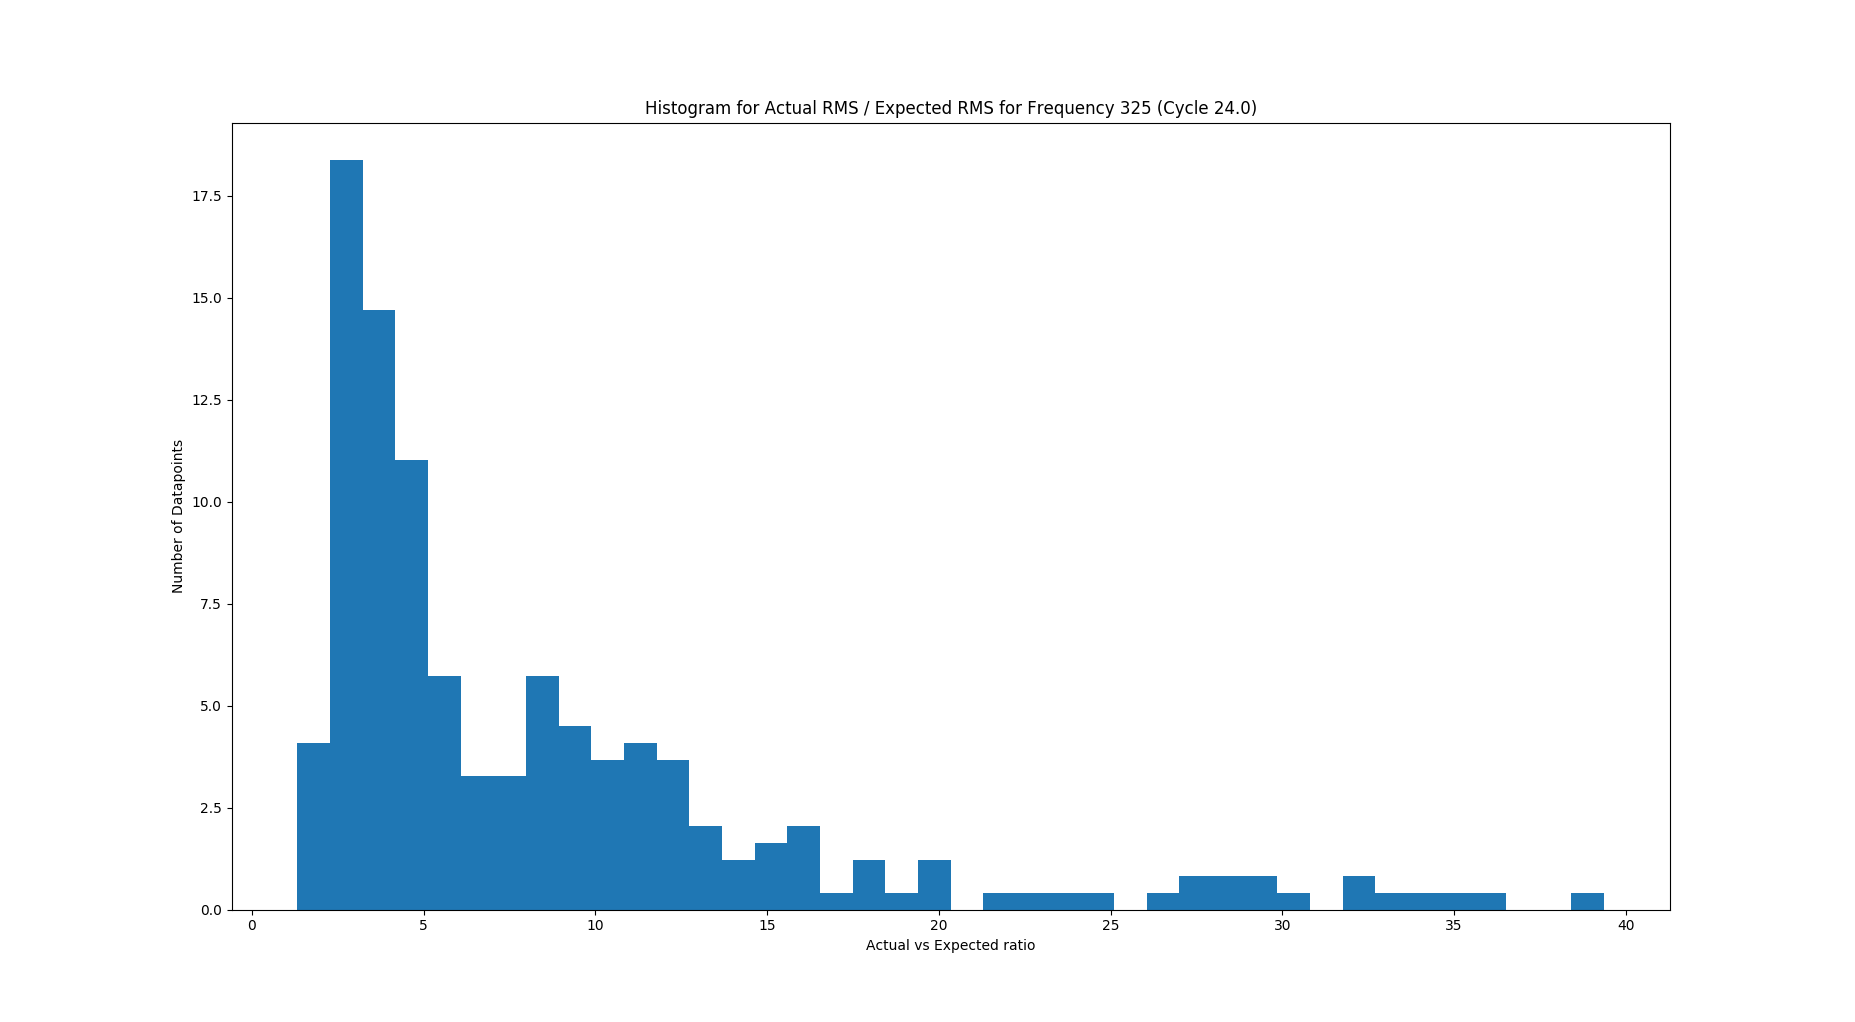 Histogram for Actual RMS / Expected RMS for Frequency 325 (Cycle 24.0)
17.5
15.0
12.5
10.0
7.5
5.0
2.5
0.0
Number of Datapoints
0 5 10 15 20 25 30 35 40
Actual vs Expected ratio